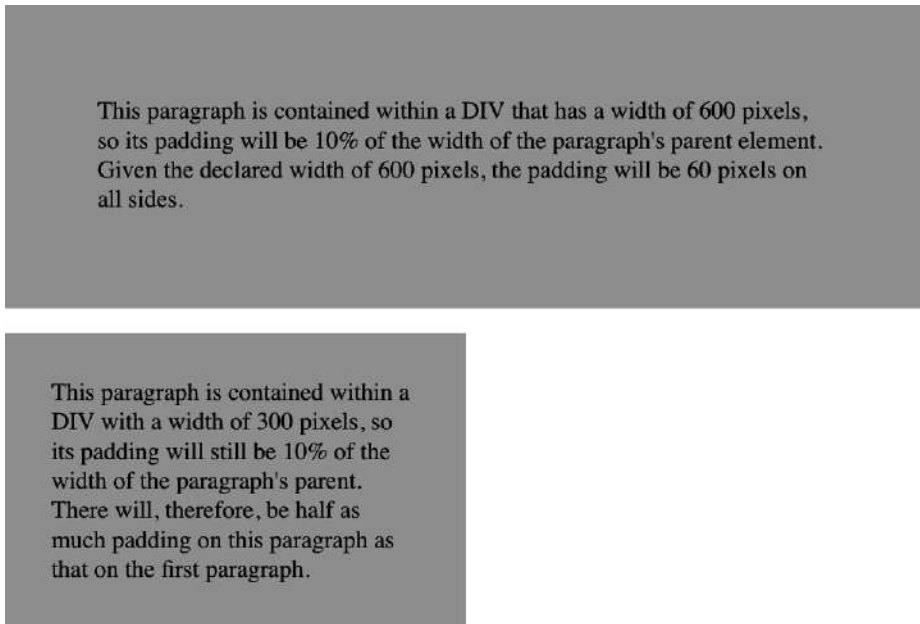 This paragraph is contained within a DIV that has a width of 600 pixels,
so its padding will be 10% of the width of the paragraph's parent element.
Given the declared width of 600 pixels, the padding will be 60 pixels on
all sides.
This paragraph is contained within a
DIV with a width of 300 pixels, so
its padding will still be 10% of the
width of the paragraph's parent.
There will, therefore, be half as
much padding on this paragraph as
that on the first paragraph.